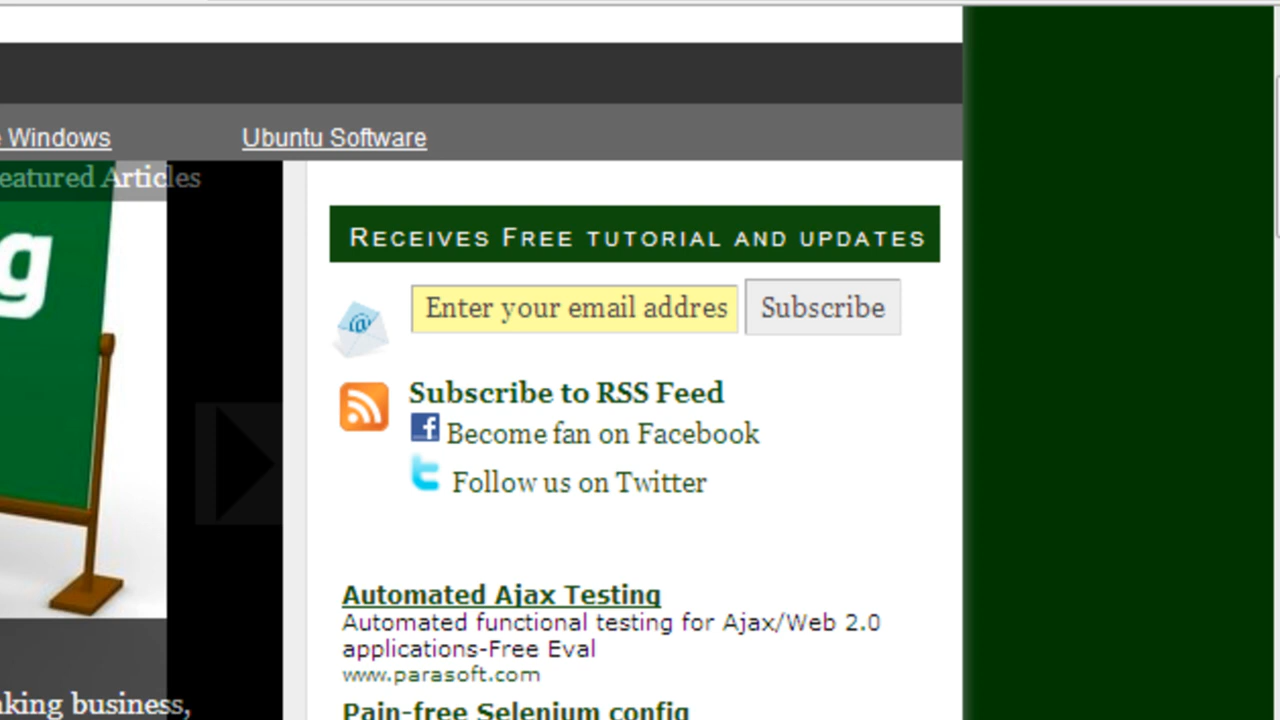 Windows
Ubuntu Software
eatured Articles
g
RECEIVES FREE TUTORIAL AND UPDATES
Enter your email addres
Subscribe
Subscribe to RSS Feed
Become fan on Facebook
Follow us on Twitter
Automated Ajax Testing
Automated functional testing for Ajax/Web 2.0
applications-Free Eval
www.parasoft.com
aking business,
Pain-free Selenium config